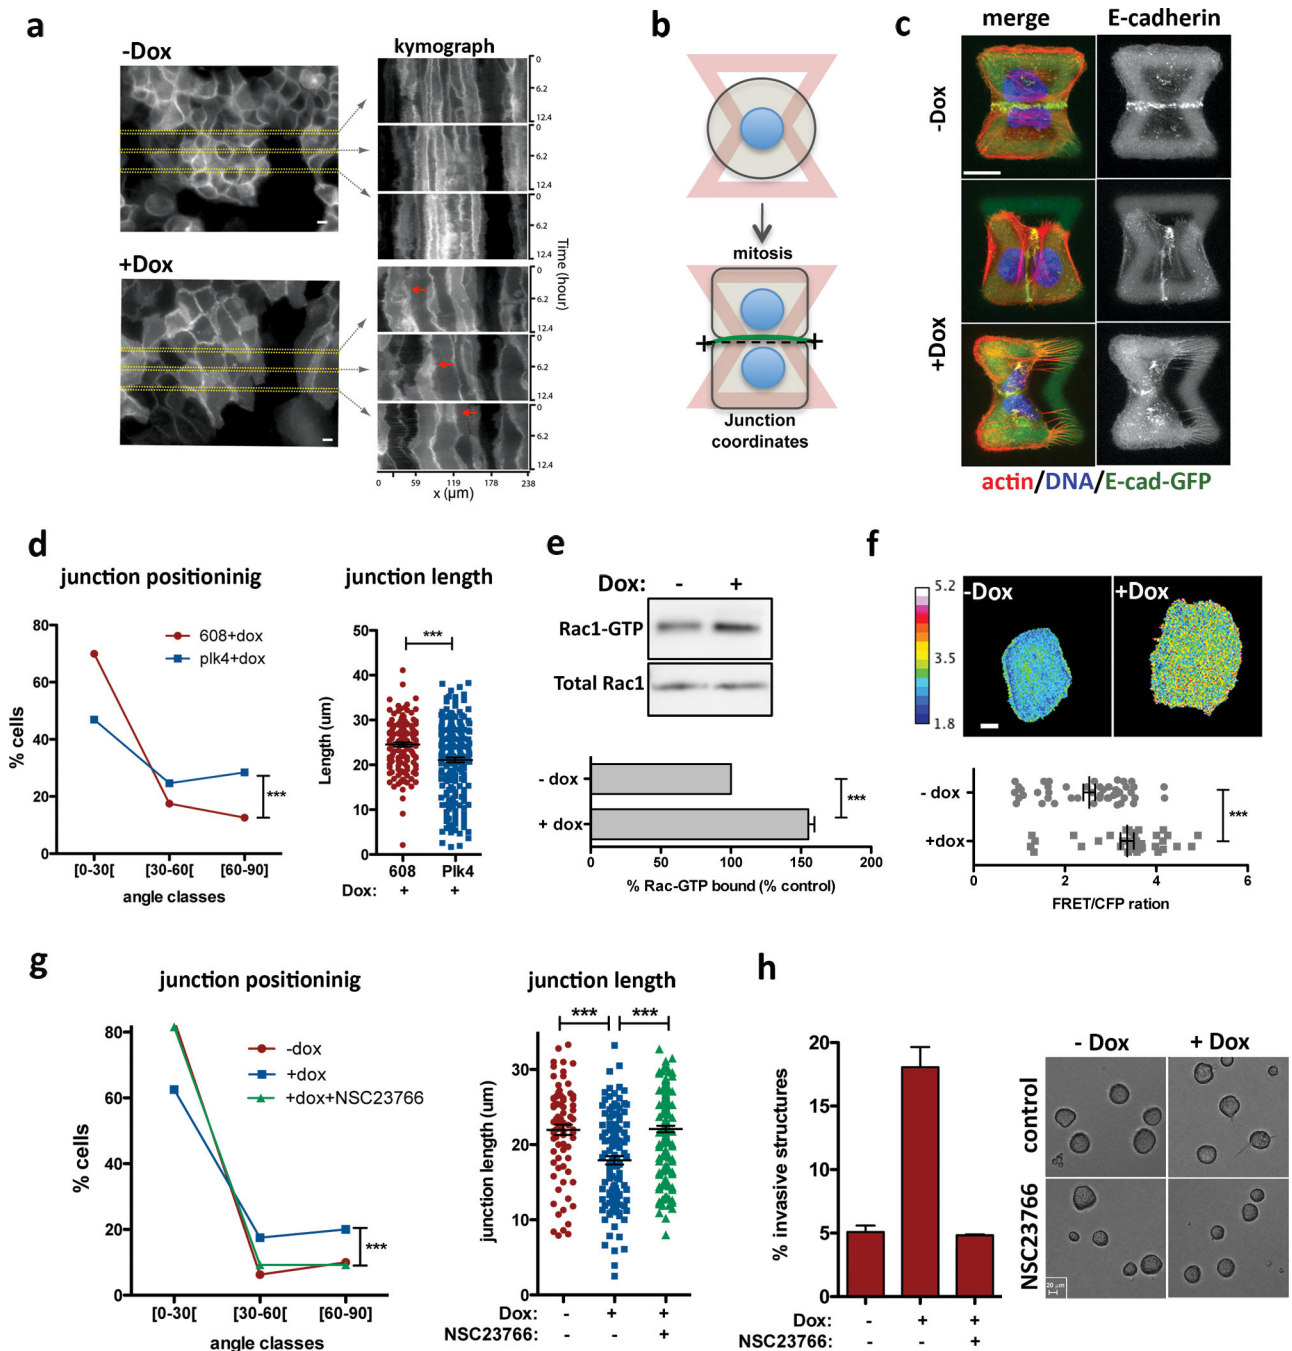 a
-Dox
kymograph
0
6.2
12.4
0
6.2
12.4
0
6.2
12.4
+Dox
0
6.2
12.4
0
6.2
12.4
0
6.2
12.4
Time (hour)
0 59 119 178 238
x (µm)
b
mitosis
Junction
coordinates
c
merge E-cadherin
-Dox
+Dox
actin/DNA/E-cad-GFP
d
junction positioninig
80
60
40
20
0
% cells
608+dox
plk4+dox
***
[0-30[ [30-60[ [60-90]
angle classes
junction length
50
40
30
20
10
0
Length (um)
***
608 Plk4
Dox: + +
e
Dox: - +
Rac1-GTP
Total Rac1
- dox
+ dox
***
0 50 100 150 200
% Rac-GTP bound (% control)
f
5.2
3.5
1.8
-Dox
+Dox
- dox
+dox
***
0 2 4 6
FRET/CFP ration
g
junction positioninig
80
60
40
20
0
% cells
-dox
+dox
+dox+NSC23766
***
[0-30[ [30-60[ [60-90]
angle classes
junction length
*** ***
30
20
10
0
junction length (um)
Dox: - + +
NSC23766: - - +
h
20
15
10
5
0
% invasive structures
Dox: - + +
NSC23766: - - +
- Dox + Dox
control
NSC23766
20 µm